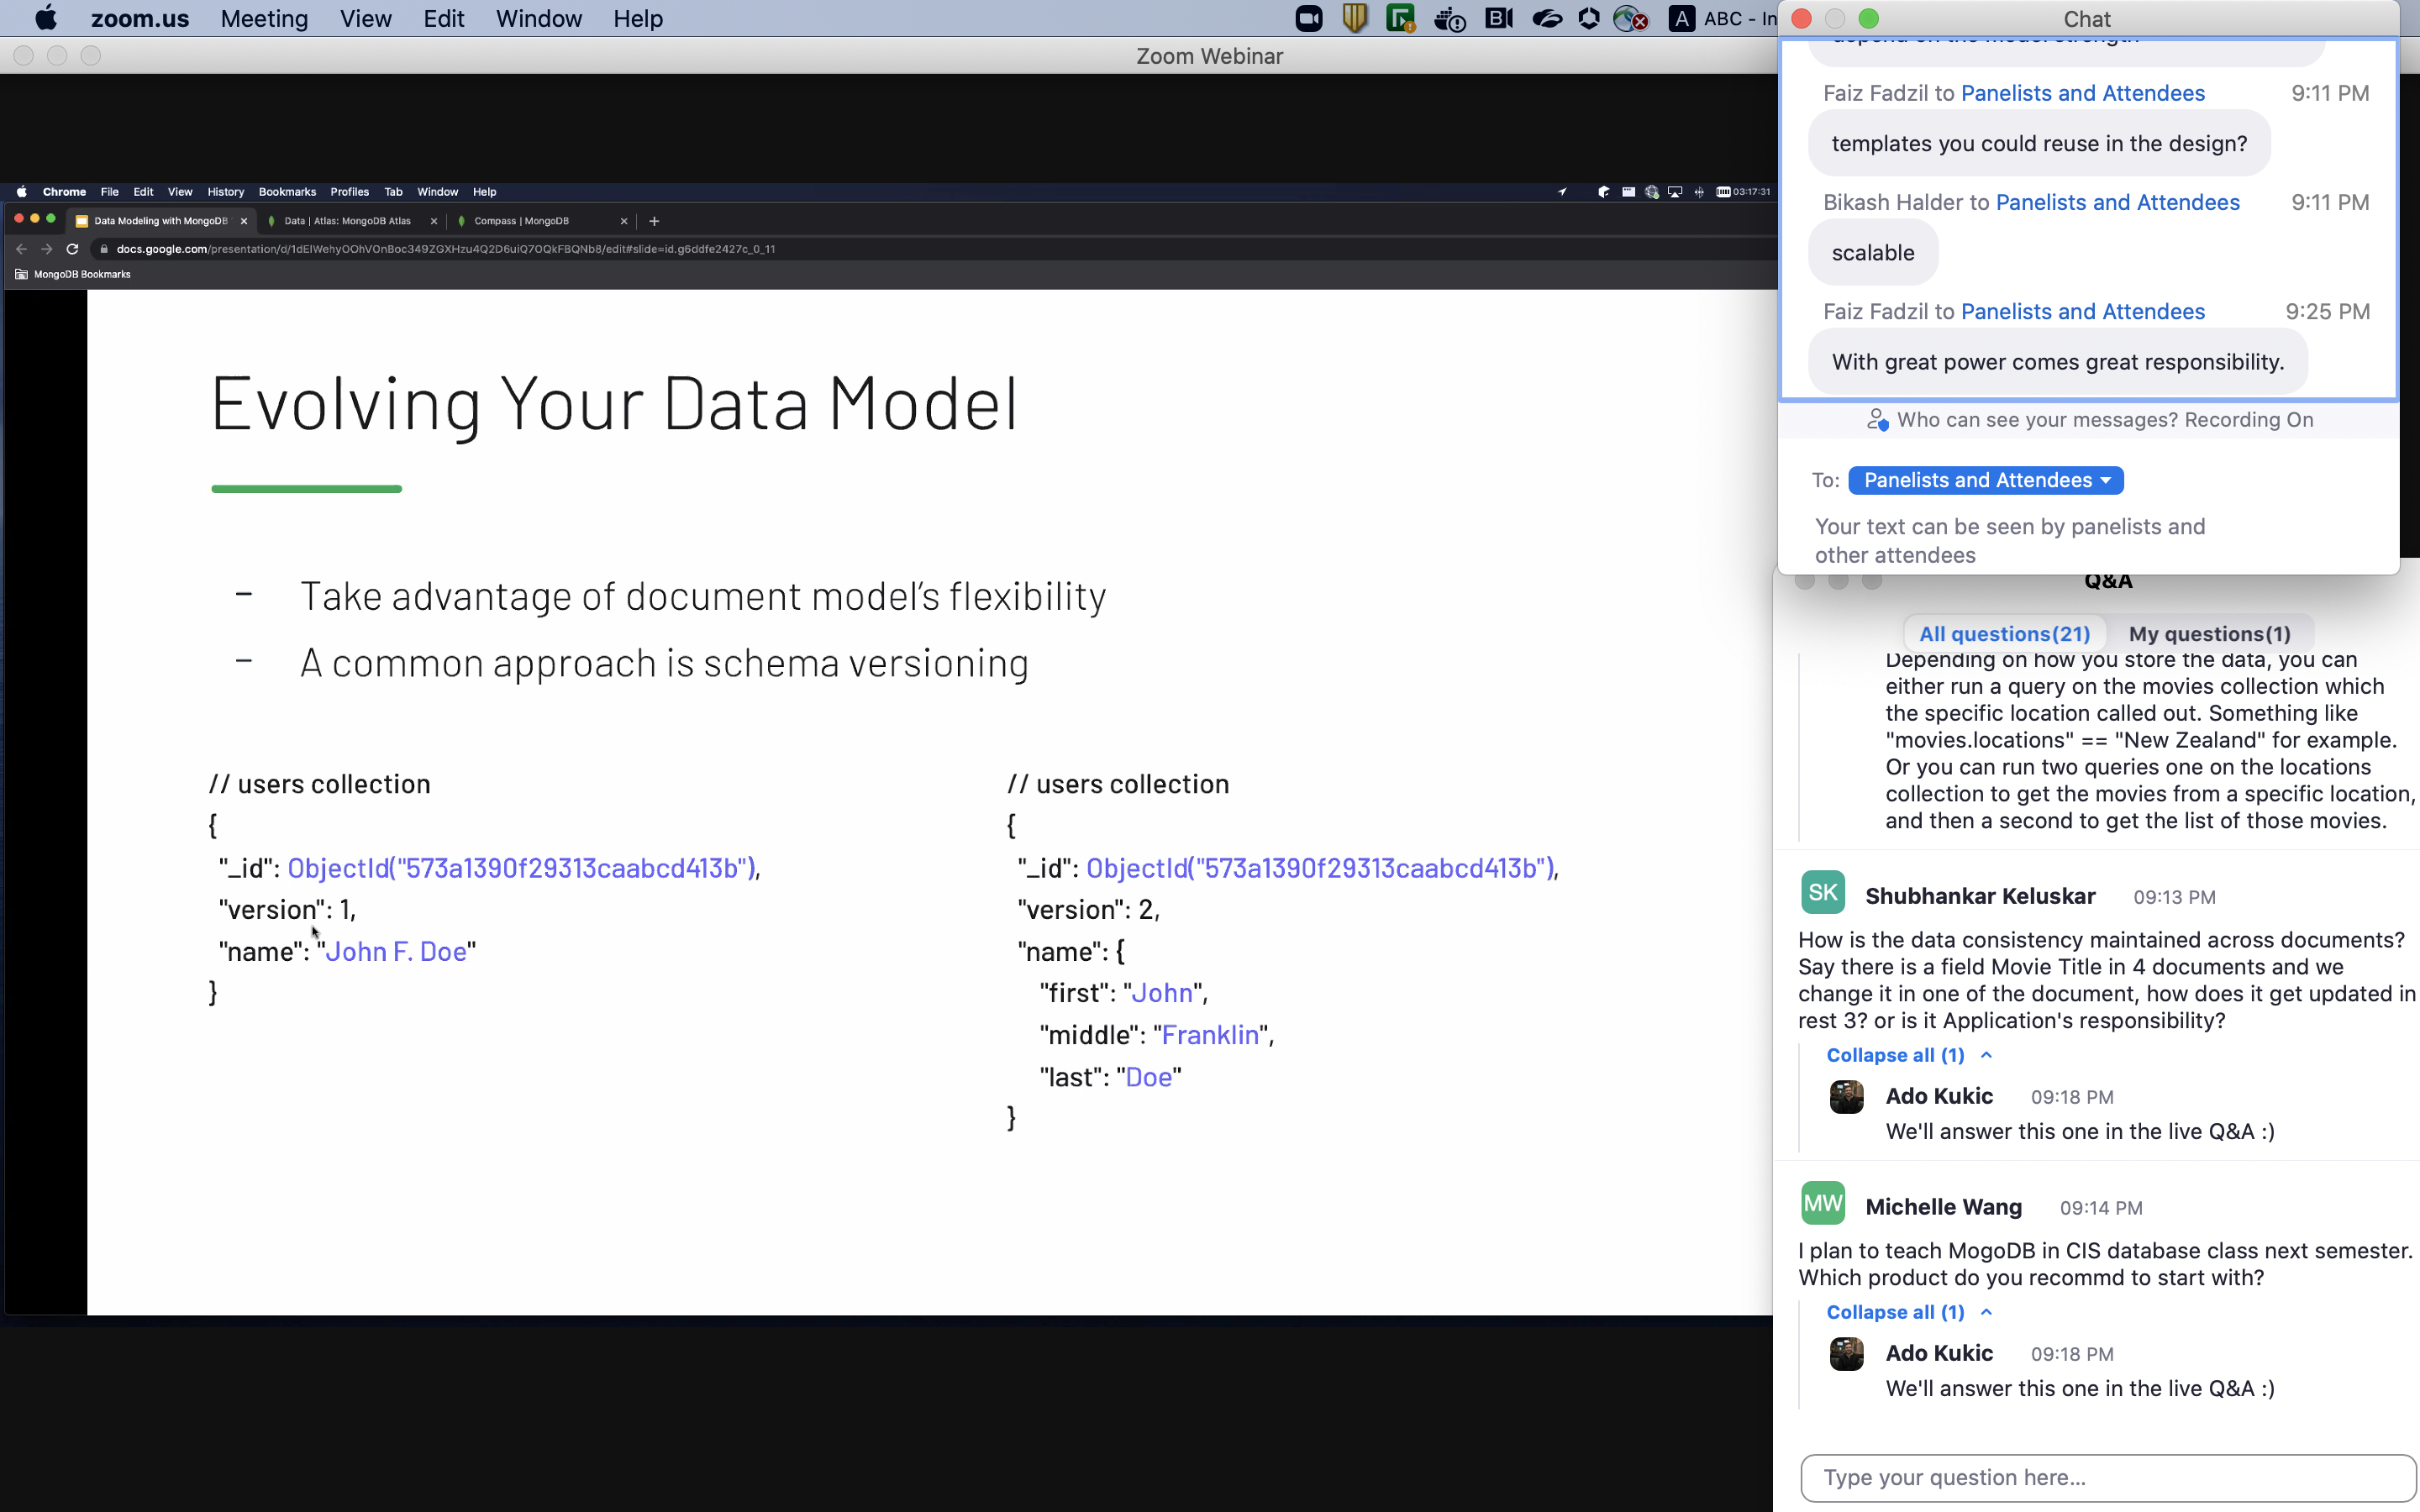 zoom.us Meeting View Edit Window Help
ABC - In
Zoom Webinar
Chrome File Edit View History Bookmarks Profiles Tab Window Help
03:17:31
Data Modeling with MongoDB
Data | Atlas: MongoDB Atlas
Compass | MongoDB
docs.google.com/presentation/d/1dElWehyOOhVOnBoc349ZGXHzu4Q2D6uiQ7OQkFBQNb8/edit#slide=id.g6ddfe2427c_0_11
MongoDB Bookmarks
Evolving Your Data Model
- Take advantage of document model's flexibility
- A common approach is schema versioning
// users collection
{
"_id": ObjectId("573a1390f29313caabcd413b"),
"version": 1,
"name": "John F. Doe"
}
// users collection
{
"_id": ObjectId("573a1390f29313caabcd413b"),
"version": 2,
"name": {
"first": "John",
"middle": "Franklin",
"last": "Doe"
}
Chat
depend on the model strength
Faiz Fadzil to Panelists and Attendees 9:11 PM
templates you could reuse in the design?
Bikash Halder to Panelists and Attendees 9:11 PM
scalable
Faiz Fadzil to Panelists and Attendees 9:25 PM
With great power comes great responsibility.
Who can see your messages? Recording On
To: Panelists and Attendees
Your text can be seen by panelists and
other attendees
Q&A
All questions(21) My questions(1)
Depending on how you store the data, you can
either run a query on the movies collection which
the specific location called out. Something like
"movies.locations" == "New Zealand" for example.
Or you can run two queries one on the locations
collection to get the movies from a specific location,
and then a second to get the list of those movies.
SK Shubhankar Keluskar 09:13 PM
How is the data consistency maintained across documents?
Say there is a field Movie Title in 4 documents and we
change it in one of the document, how does it get updated in
rest 3? or is it Application's responsibility?
Collapse all (1)
Ado Kukic 09:18 PM
We'll answer this one in the live Q&A :)
MW Michelle Wang 09:14 PM
I plan to teach MogoDB in CIS database class next semester.
Which product do you recommd to start with?
Collapse all (1)
Ado Kukic 09:18 PM
We'll answer this one in the live Q&A :)
Type your question here...